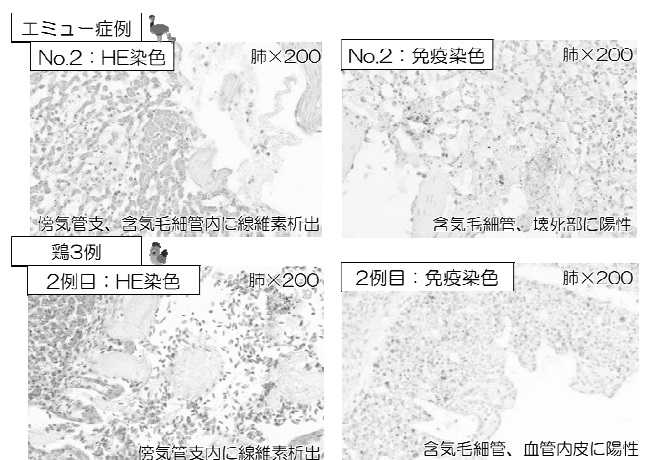 エミュー症例
No.2：HE染色
肺×200
No.2：免疫染色
肺×200
傍気管支、含気毛細管内に線維素析出
含気毛細管、壊死部に陽性
鶏3例
2例目：HE染色
肺×200
2例目：免疫染色
肺×200
傍気管支内に線維素析出
含気毛細管、血管内皮に陽性